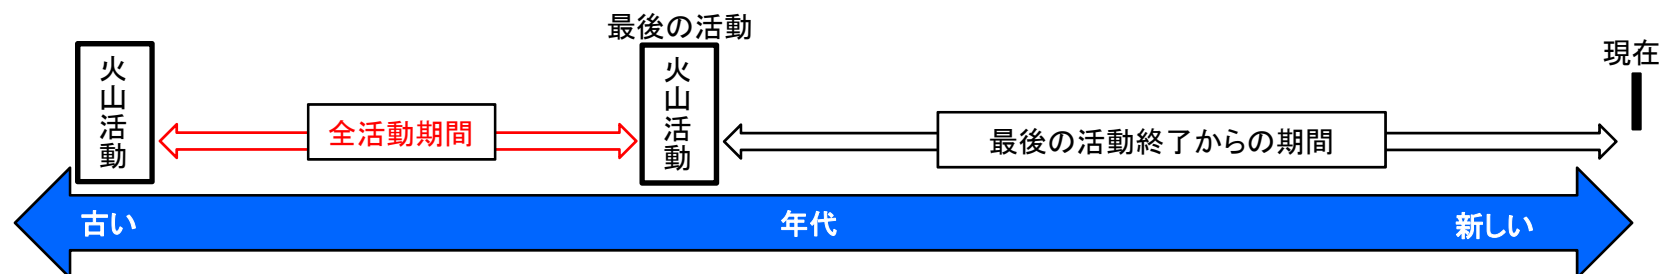 最後の活動
現在
火山活動
火山活動
全活動期間
最後の活動終了からの期間
古い
年代
新しい